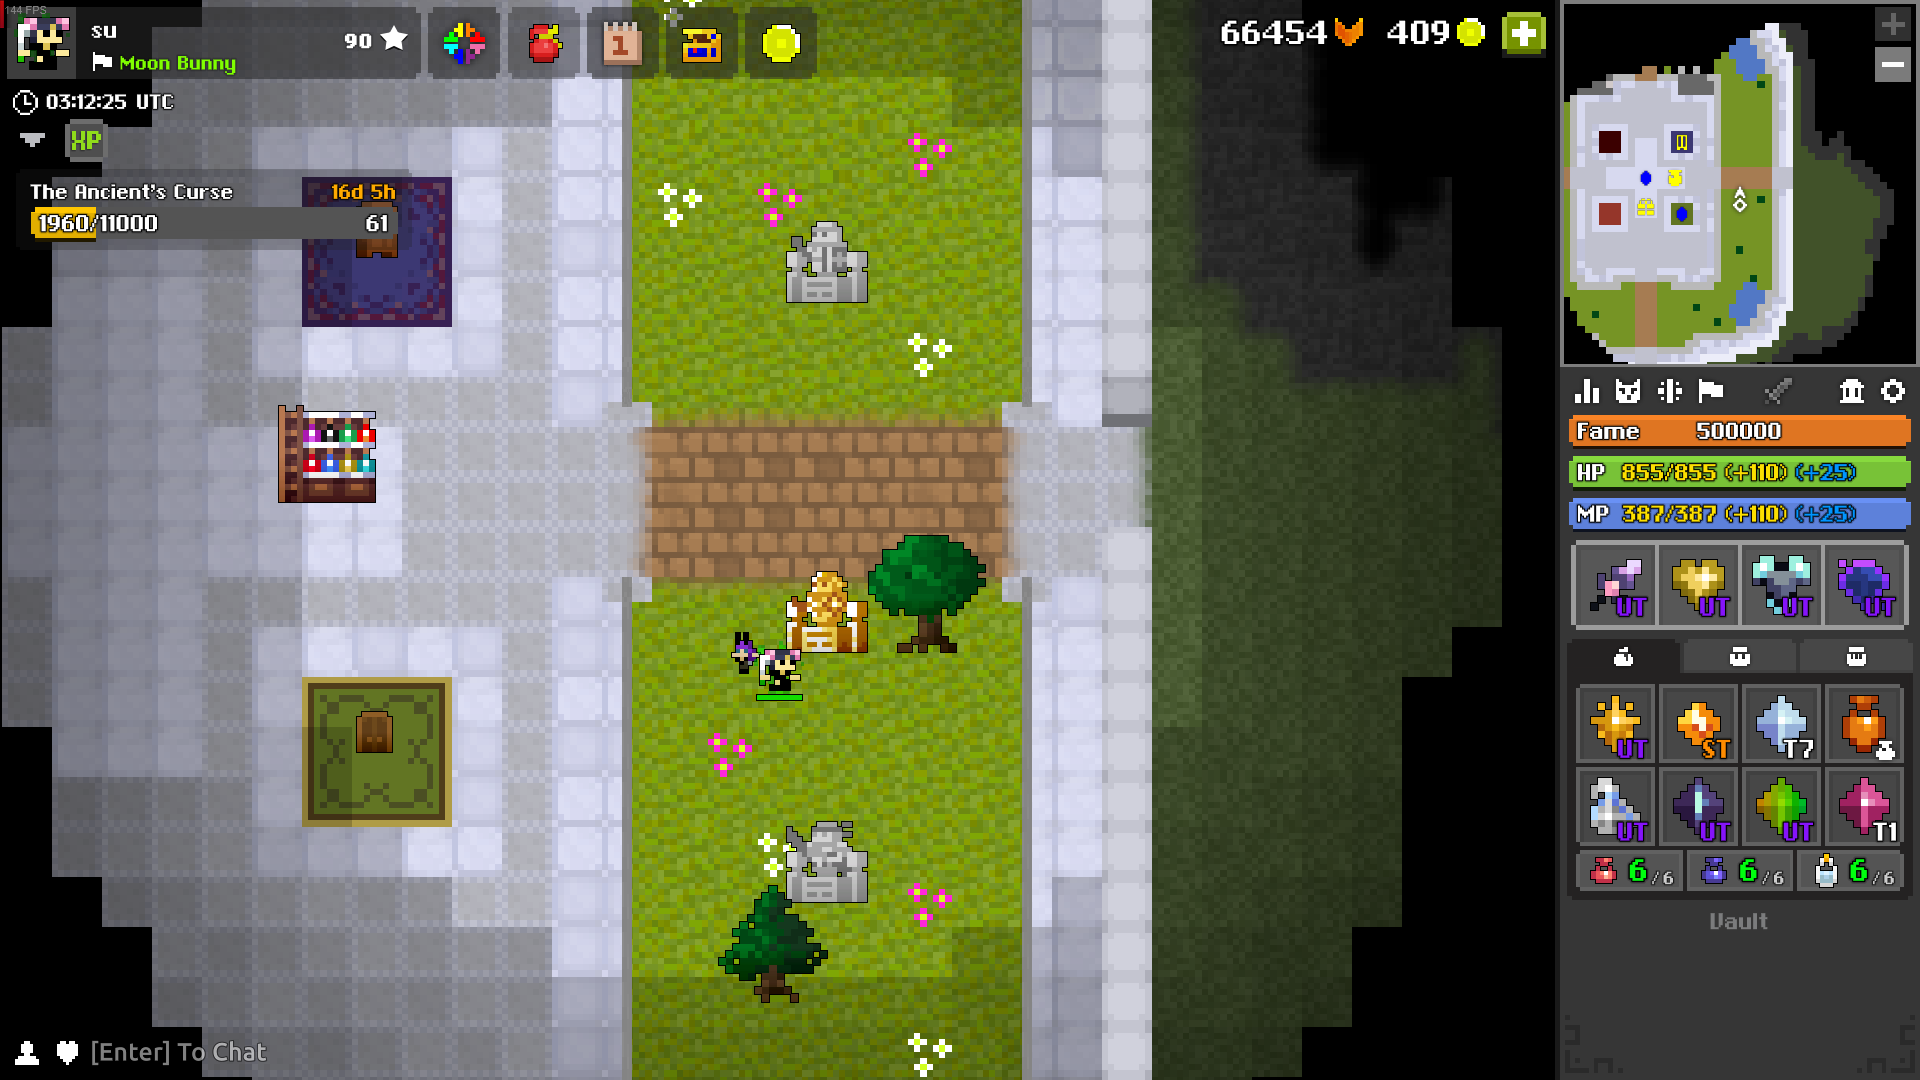 144 FPS
su
90
Moon Bunny
1
66454
409
03:12:25 UTC
XP
The Ancient's Curse
16d 5h
1960/11000
61
Fame 500000
HP 855/855 (+110) (+25)
MP 387/387 (+110) (+25)
UT
UT
UT
UT
UT
ST
T7
UT
UT
UT
T1
6/6
6/6
6/6
Vault
[Enter] To Chat